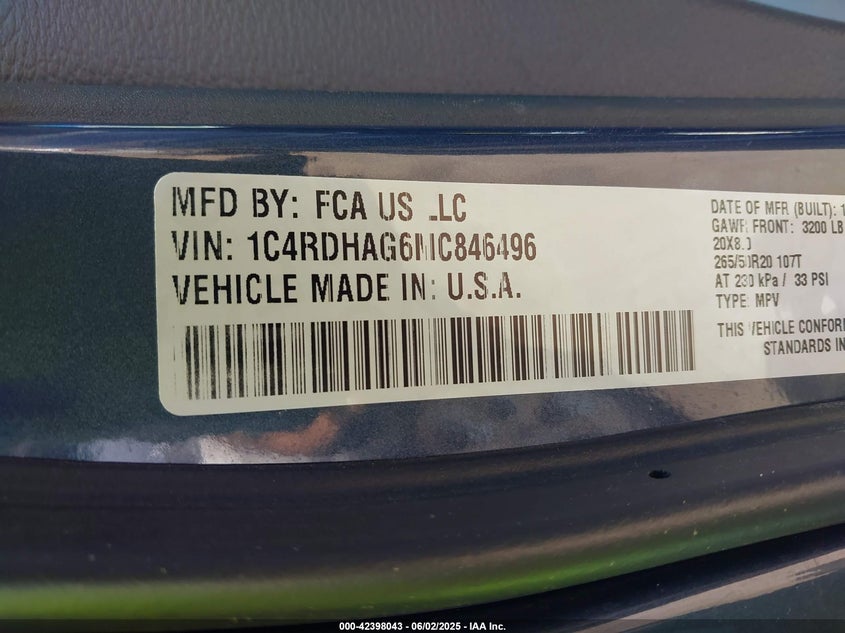 MFD BY: FCA US LLC
VIN: 1C4RDHAG6MC846496
VEHICLE MADE IN: U.S.A.
DATE OF MFR (BUILT): 1
GAWR FRONT: 3200 LB
20X8.0
265/50R20 107T
AT 230 kPa / 33 PSI
TYPE: MPV
THIS VEHICLE CONFOR
STANDARDS IN
000-42398043 - 06/02/2025 - IAA Inc.